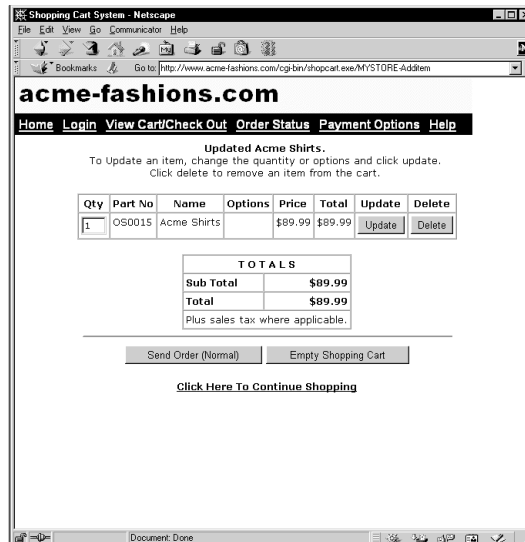 Shopping Cart System - Netscape
File Edit View Go Communicator Help
Bookmarks Go to: http://www.acme-fashions.com/cgi-bin/shopcart.exe/MYSTORE-Additem
acme-fashions.com
Home Login View Cart/Check Out Order Status Payment Options Help
Updated Acme Shirts.
To Update an item, change the quantity or options and click update.
Click delete to remove an item from the cart.
Qty Part No Name Options Price Total Update Delete
1 OS0015 Acme Shirts $89.99 $89.99 Update Delete
TOTALS
Sub Total $89.99
Total $89.99
Plus sales tax where applicable.
Send Order (Normal) Empty Shopping Cart
Click Here To Continue Shopping
Document: Done